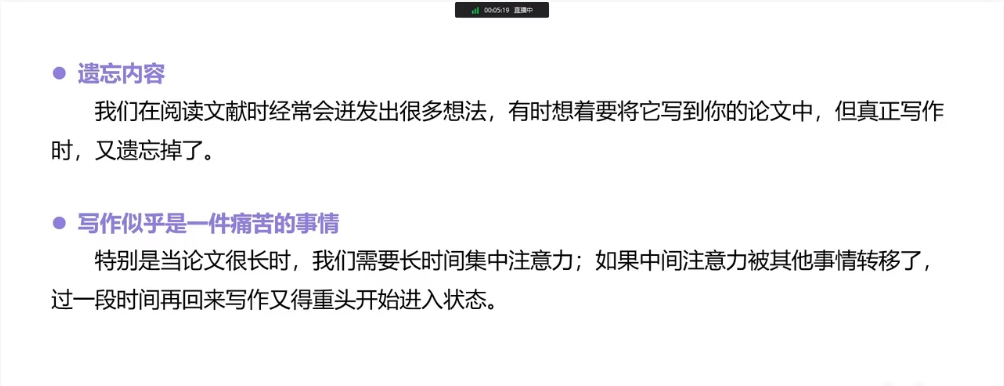 00:05:19 直播中
● 遗忘内容
我们在阅读文献时经常会迸发出很多想法，有时想着要将它写到你的论文中，但真正写作
时，又遗忘掉了。
● 写作似乎是一件痛苦的事情
特别是当论文很长时，我们需要长时间集中注意力；如果中间注意力被其他事情转移了，
过一段时间再回来写作又得重头开始进入状态。